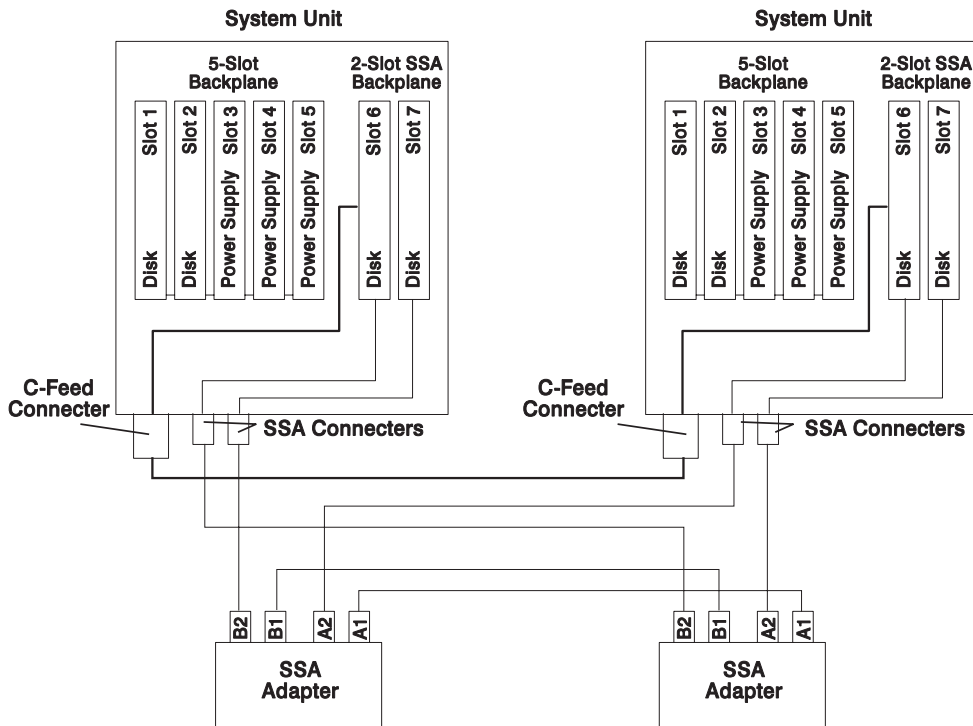 System Unit
5-Slot
Backplane
2-Slot SSA
Backplane
Slot 1
Slot 2
Slot 3
Slot 4
Slot 5
Slot 6
Slot 7
Disk
Disk
Power Supply
Power Supply
Power Supply
Disk
Disk
C-Feed
Connecter
SSA Connecters
System Unit
5-Slot
Backplane
2-Slot SSA
Backplane
Slot 1
Slot 2
Slot 3
Slot 4
Slot 5
Slot 6
Slot 7
Disk
Disk
Power Supply
Power Supply
Power Supply
Disk
Disk
C-Feed
Connecter
SSA Connecters
B2
B1
A2
A1
SSA
Adapter
B2
B1
A2
A1
SSA
Adapter